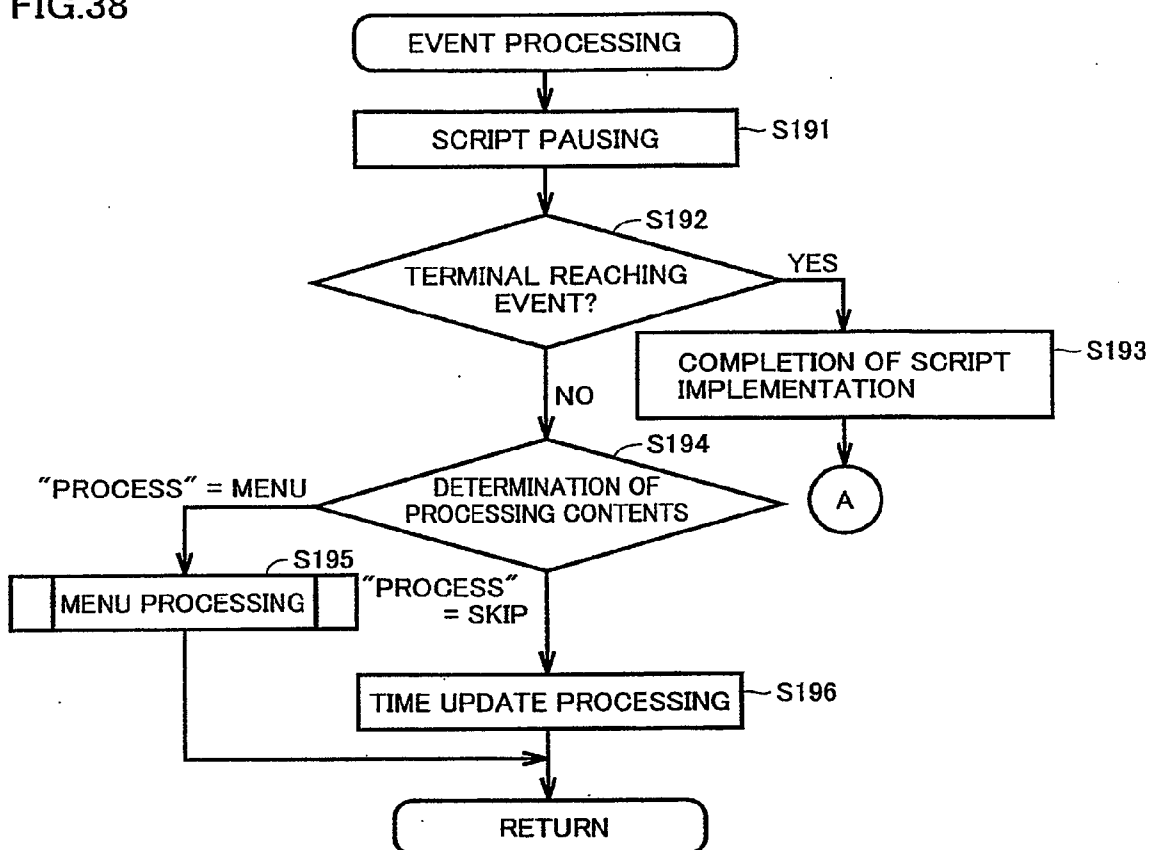 FIG.38
EVENT PROCESSING
SCRIPT PAUSING
S191
S192
TERMINAL REACHING
EVENT?
YES
COMPLETION OF SCRIPT
IMPLEMENTATION
S193
NO
A
S194
DETERMINATION OF
PROCESSING CONTENTS
"PROCESS" = MENU
S195
MENU PROCESSING
"PROCESS"
= SKIP
TIME UPDATE PROCESSING
S196
RETURN